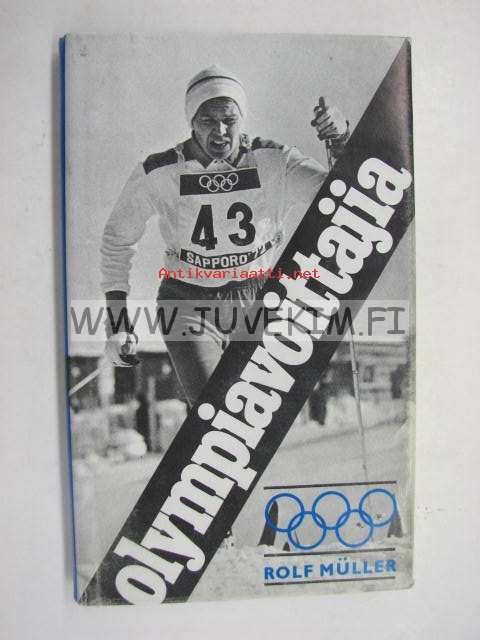 43
SAPPORO '72
Antikvariaatti.net
WWW.JUVEKIM.FI
olympiavoittajia
ROLF MÜLLER